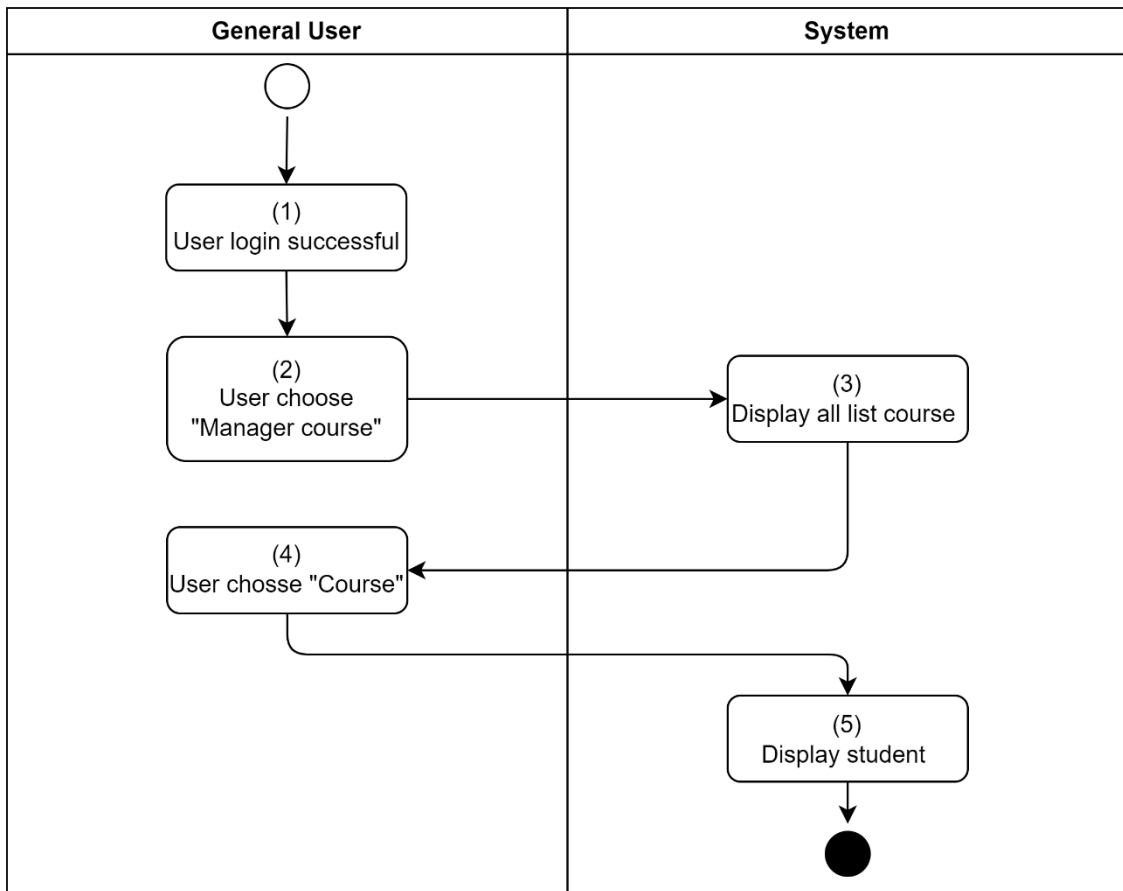 General User
System
(1)
User login successful
(2)
User choose
"Manager course"
(3)
Display all list course
(4)
User chosse "Course"
(5)
Display student